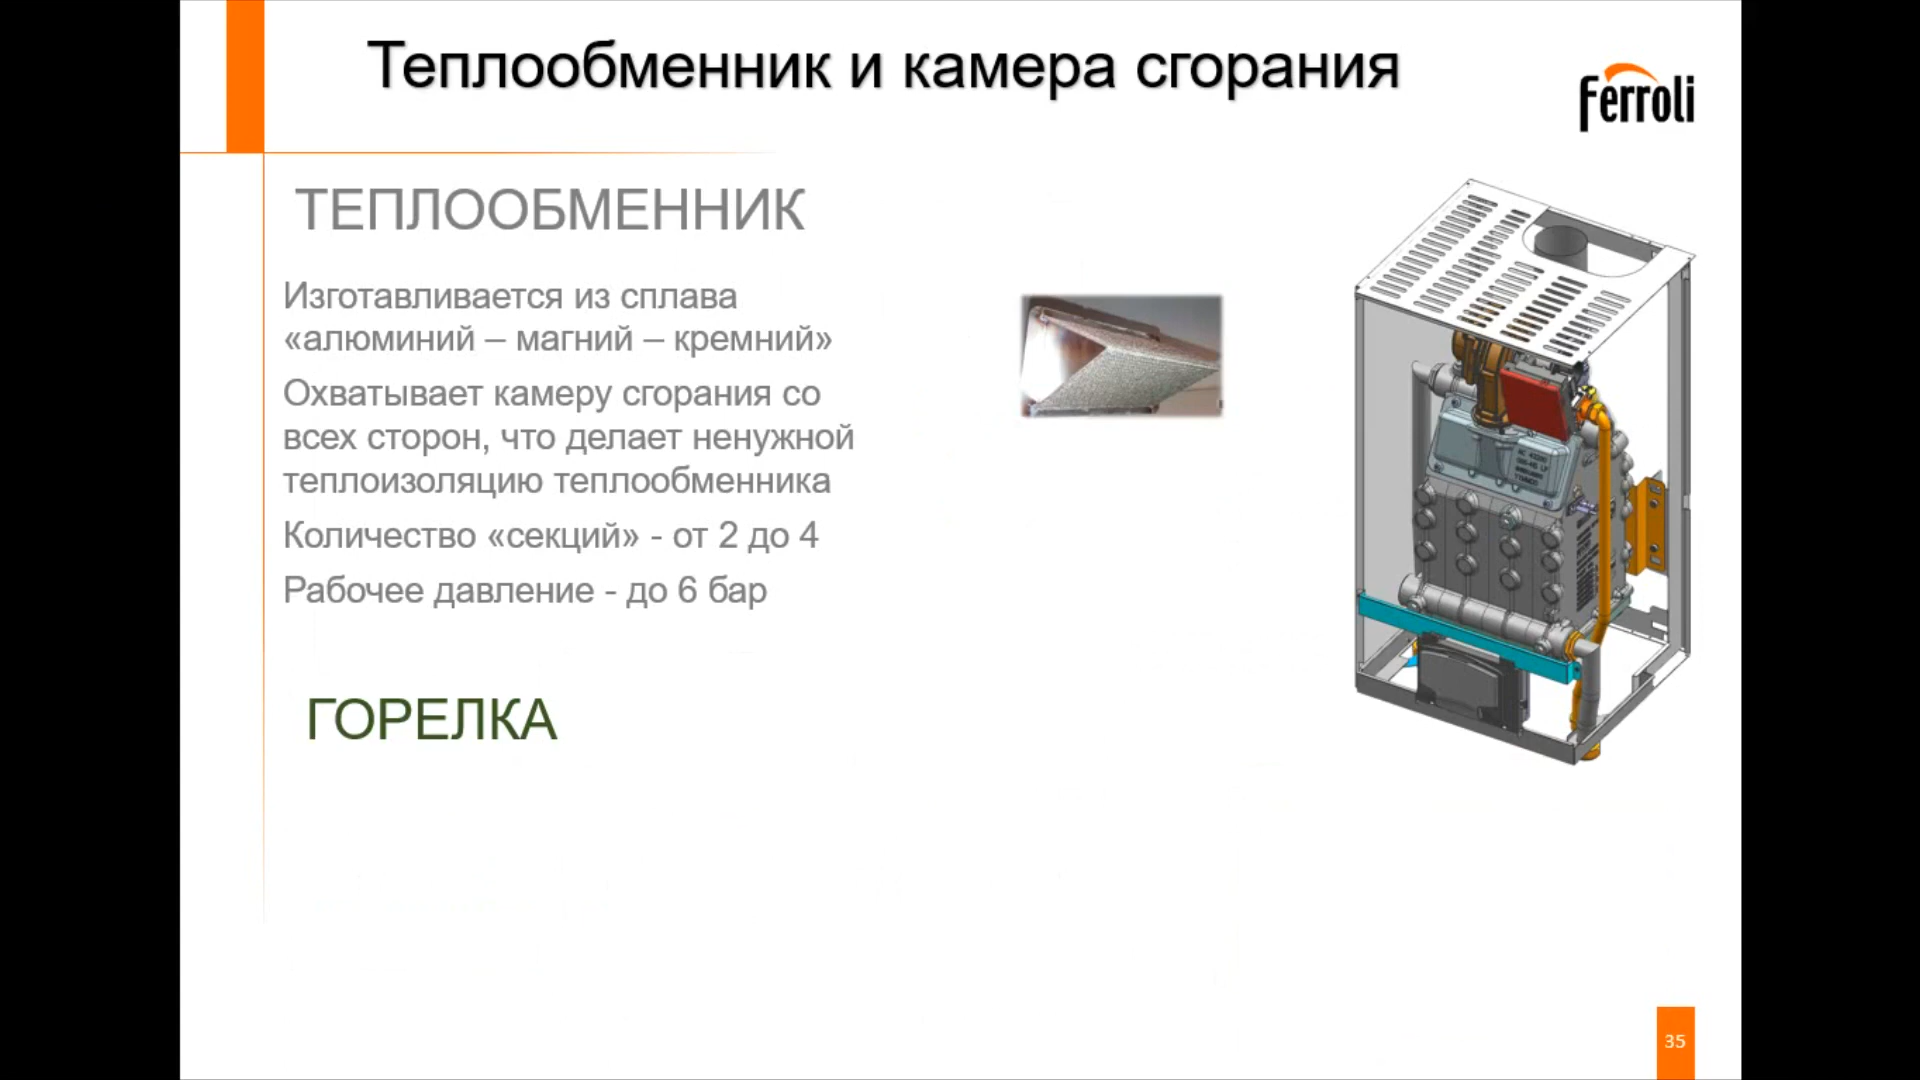 Теплообменник и камера сгорания
Ferroli
ТЕПЛООБМЕННИК
Изготавливается из сплава
«алюминий – магний – кремний»
Охватывает камеру сгорания со
всех сторон, что делает ненужной
теплоизоляцию теплообменника
Количество «секций» - от 2 до 4
Рабочее давление - до 6 бар
ГОРЕЛКА
35